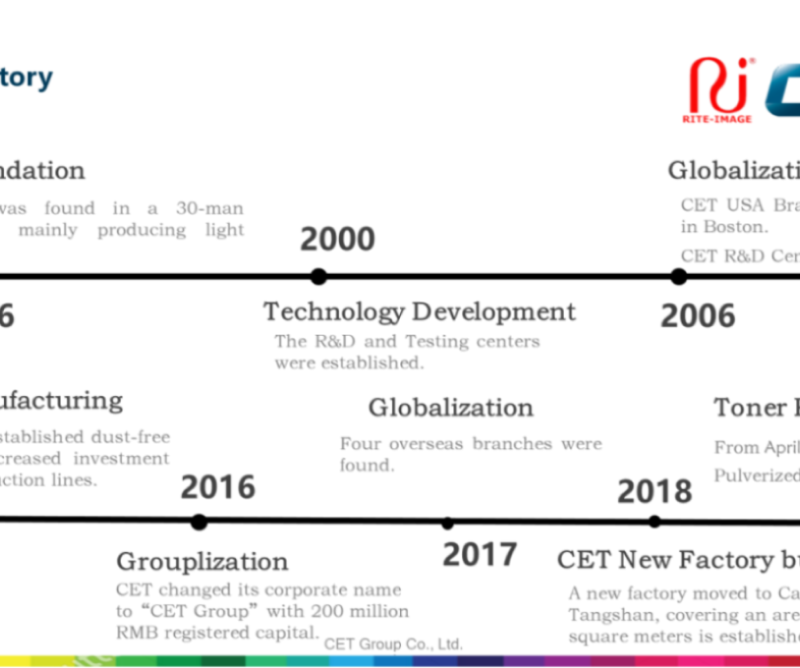 tory
RITE-IMAGE
ndation
was found in a 30-man
mainly producing light
2000
Globalizati
CET USA Bra
in Boston.
CET R&D Cen
6
Technology Development
The R&D and Testing centers
were established.
2006
ufacturing
stablished dust-free
creased investment
ction lines.
2016
Globalization
Four overseas branches were
found.
2018
Toner
From April
Pulverized
Grouplization
CET changed its corporate name
to “CET Group” with 200 million
RMB registered capital.
2017
CET New Factory bu
A new factory moved to Ca
Tangshan, covering an are
square meters is establishe
CET Group Co., Ltd.